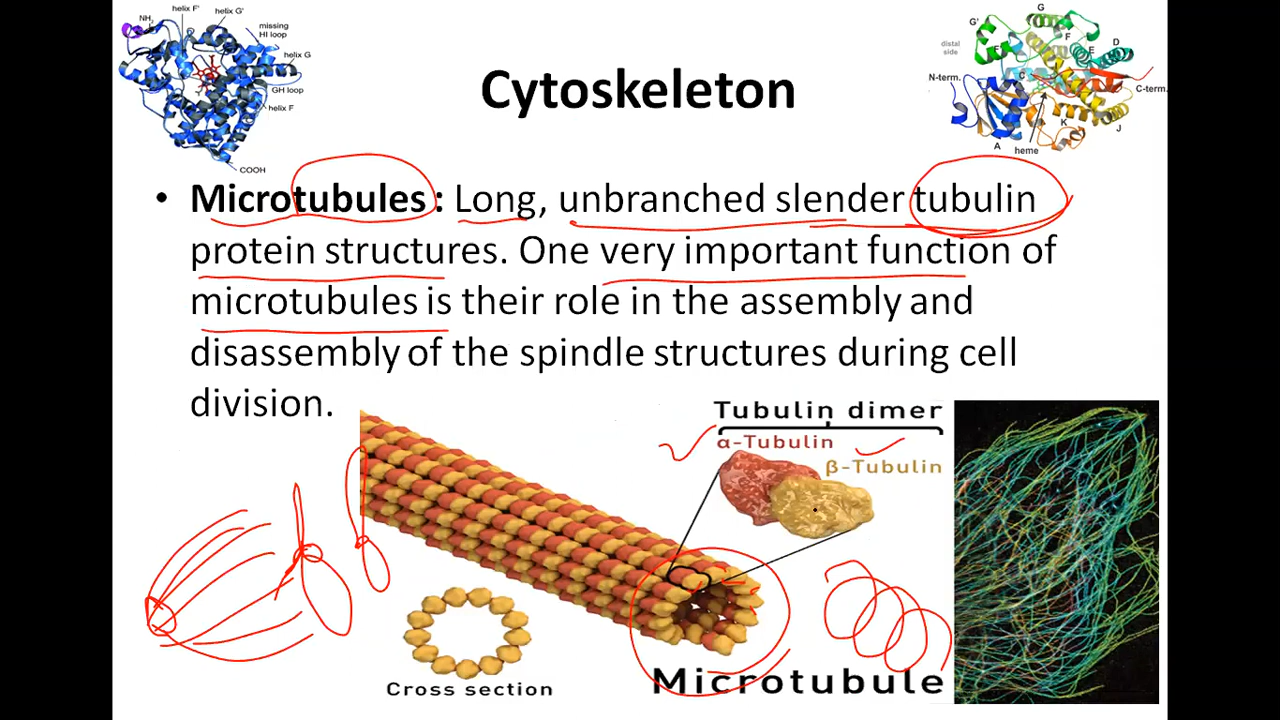 NH₂
helix F'
helix G'
missing
HI loop
helix G
GH loop
helix F
COOH
Cytoskeleton
G
G'
F
E
D
distal
side
N-term.
C
C-term.
K
J
A
heme
• Microtubules : Long, unbranched slender tubulin
protein structures. One very important function of
microtubules is their role in the assembly and
disassembly of the spindle structures during cell
division.
Tubulin dimer
α-Tubulin
β-Tubulin
Cross section
Microtubule